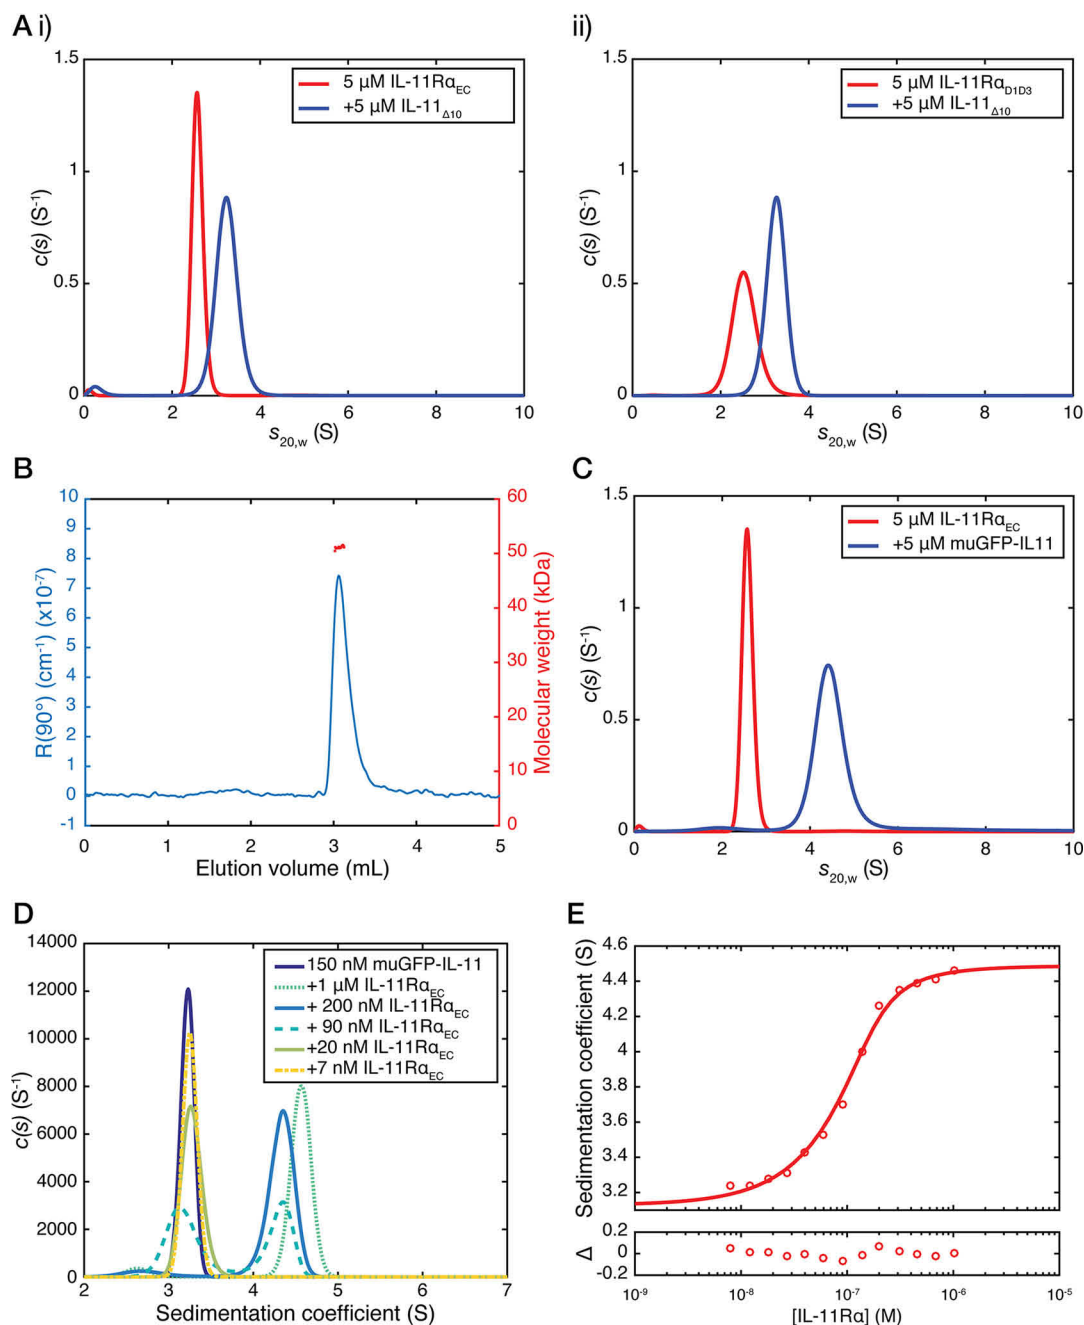 A i)
1.5
1
0.5
0
c(s) (S⁻¹)
5 µM IL-11Rα_EC
+5 µM IL-11_Δ10
0 2 4 6 8 10
s_20,w (S)
ii)
1.5
1
0.5
0
c(s) (S⁻¹)
5 µM IL-11Rα_D1D3
+5 µM IL-11_Δ10
0 2 4 6 8 10
s_20,w (S)
B
10
9
8
7
6
5
4
3
2
1
0
-1
R(90°) (cm⁻¹) (x10⁻⁷)
60
50
40
30
20
10
0
Molecular weight (kDa)
0 1 2 3 4 5
Elution volume (mL)
C
1.5
1
0.5
0
c(s) (S⁻¹)
5 µM IL-11Rα_EC
+5 µM muGFP-IL11
0 2 4 6 8 10
s_20,w (S)
D
14000
12000
10000
8000
6000
4000
2000
0
c(s) (S⁻¹)
150 nM muGFP-IL-11
+1 µM IL-11Rα_EC
+ 200 nM IL-11Rα_EC
+ 90 nM IL-11Rα_EC
+20 nM IL-11Rα_EC
+7 nM IL-11Rα_EC
2 3 4 5 6 7
Sedimentation coefficient (S)
E
4.6
4.4
4.2
4
3.8
3.6
3.4
3.2
Sedimentation coefficient (S)
0.2
0
-0.2
Δ
10⁻⁹ 10⁻⁸ 10⁻⁷ 10⁻⁶ 10⁻⁵
[IL-11Rα] (M)